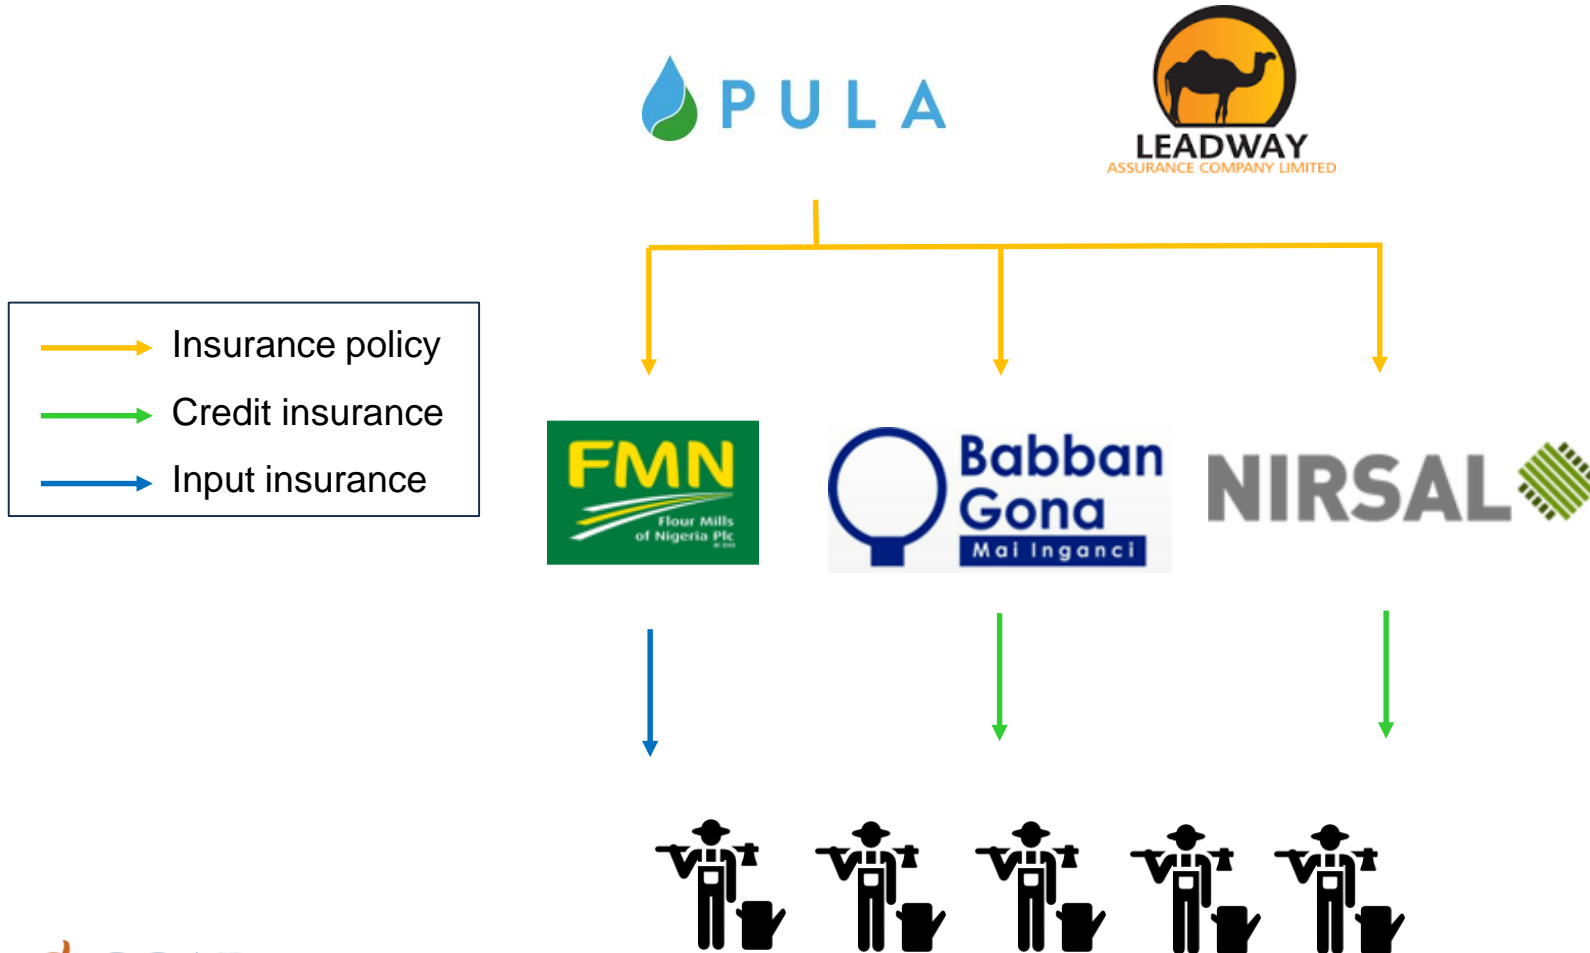 PULA
LEADWAY
ASSURANCE COMPANY LIMITED
Insurance policy
Credit insurance
Input insurance
FMN
Flour Mills
of Nigeria Plc
Babban
Gona
Mai Inganci
NIRSAL